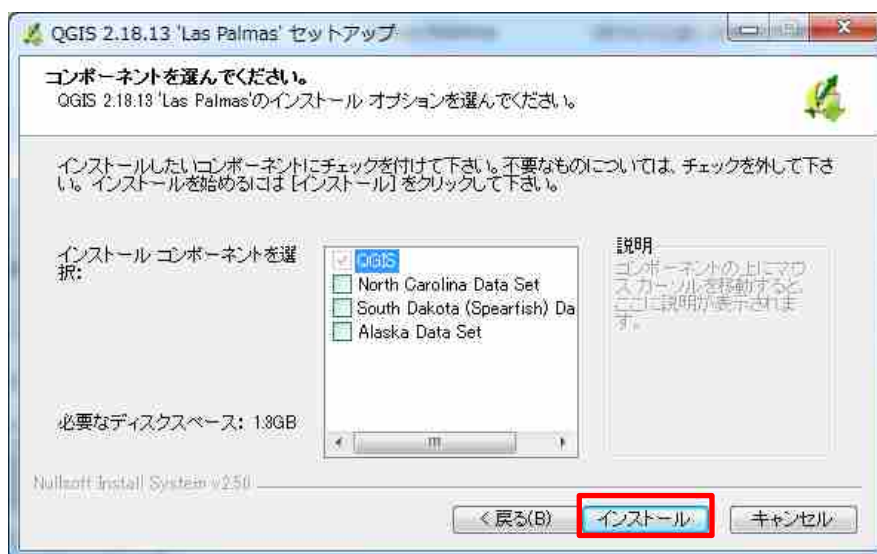 QGIS 2.18.13 'Las Palmas' セットアップ
コンポーネントを選んでください。
QGIS 2.18.13 'Las Palmas'のインストール オプションを選んでください。
インストールしたいコンポーネントにチェックを付けて下さい。不要なものについては、チェックを外して下さ
い。インストールを始めるには [インストール] をクリックして下さい。
インストール コンポーネントを選
択:
QGIS
North Carolina Data Set
South Dakota (Spearfish) Da
Alaska Data Set
説明
コンポーネントの上にマウ
ス カーソルを移動すると、
ここに説明が表示されま
す。
必要なディスクスペース: 1.3GB
Nullsoft Install System v2.50
< 戻る(B)
インストール
キャンセル